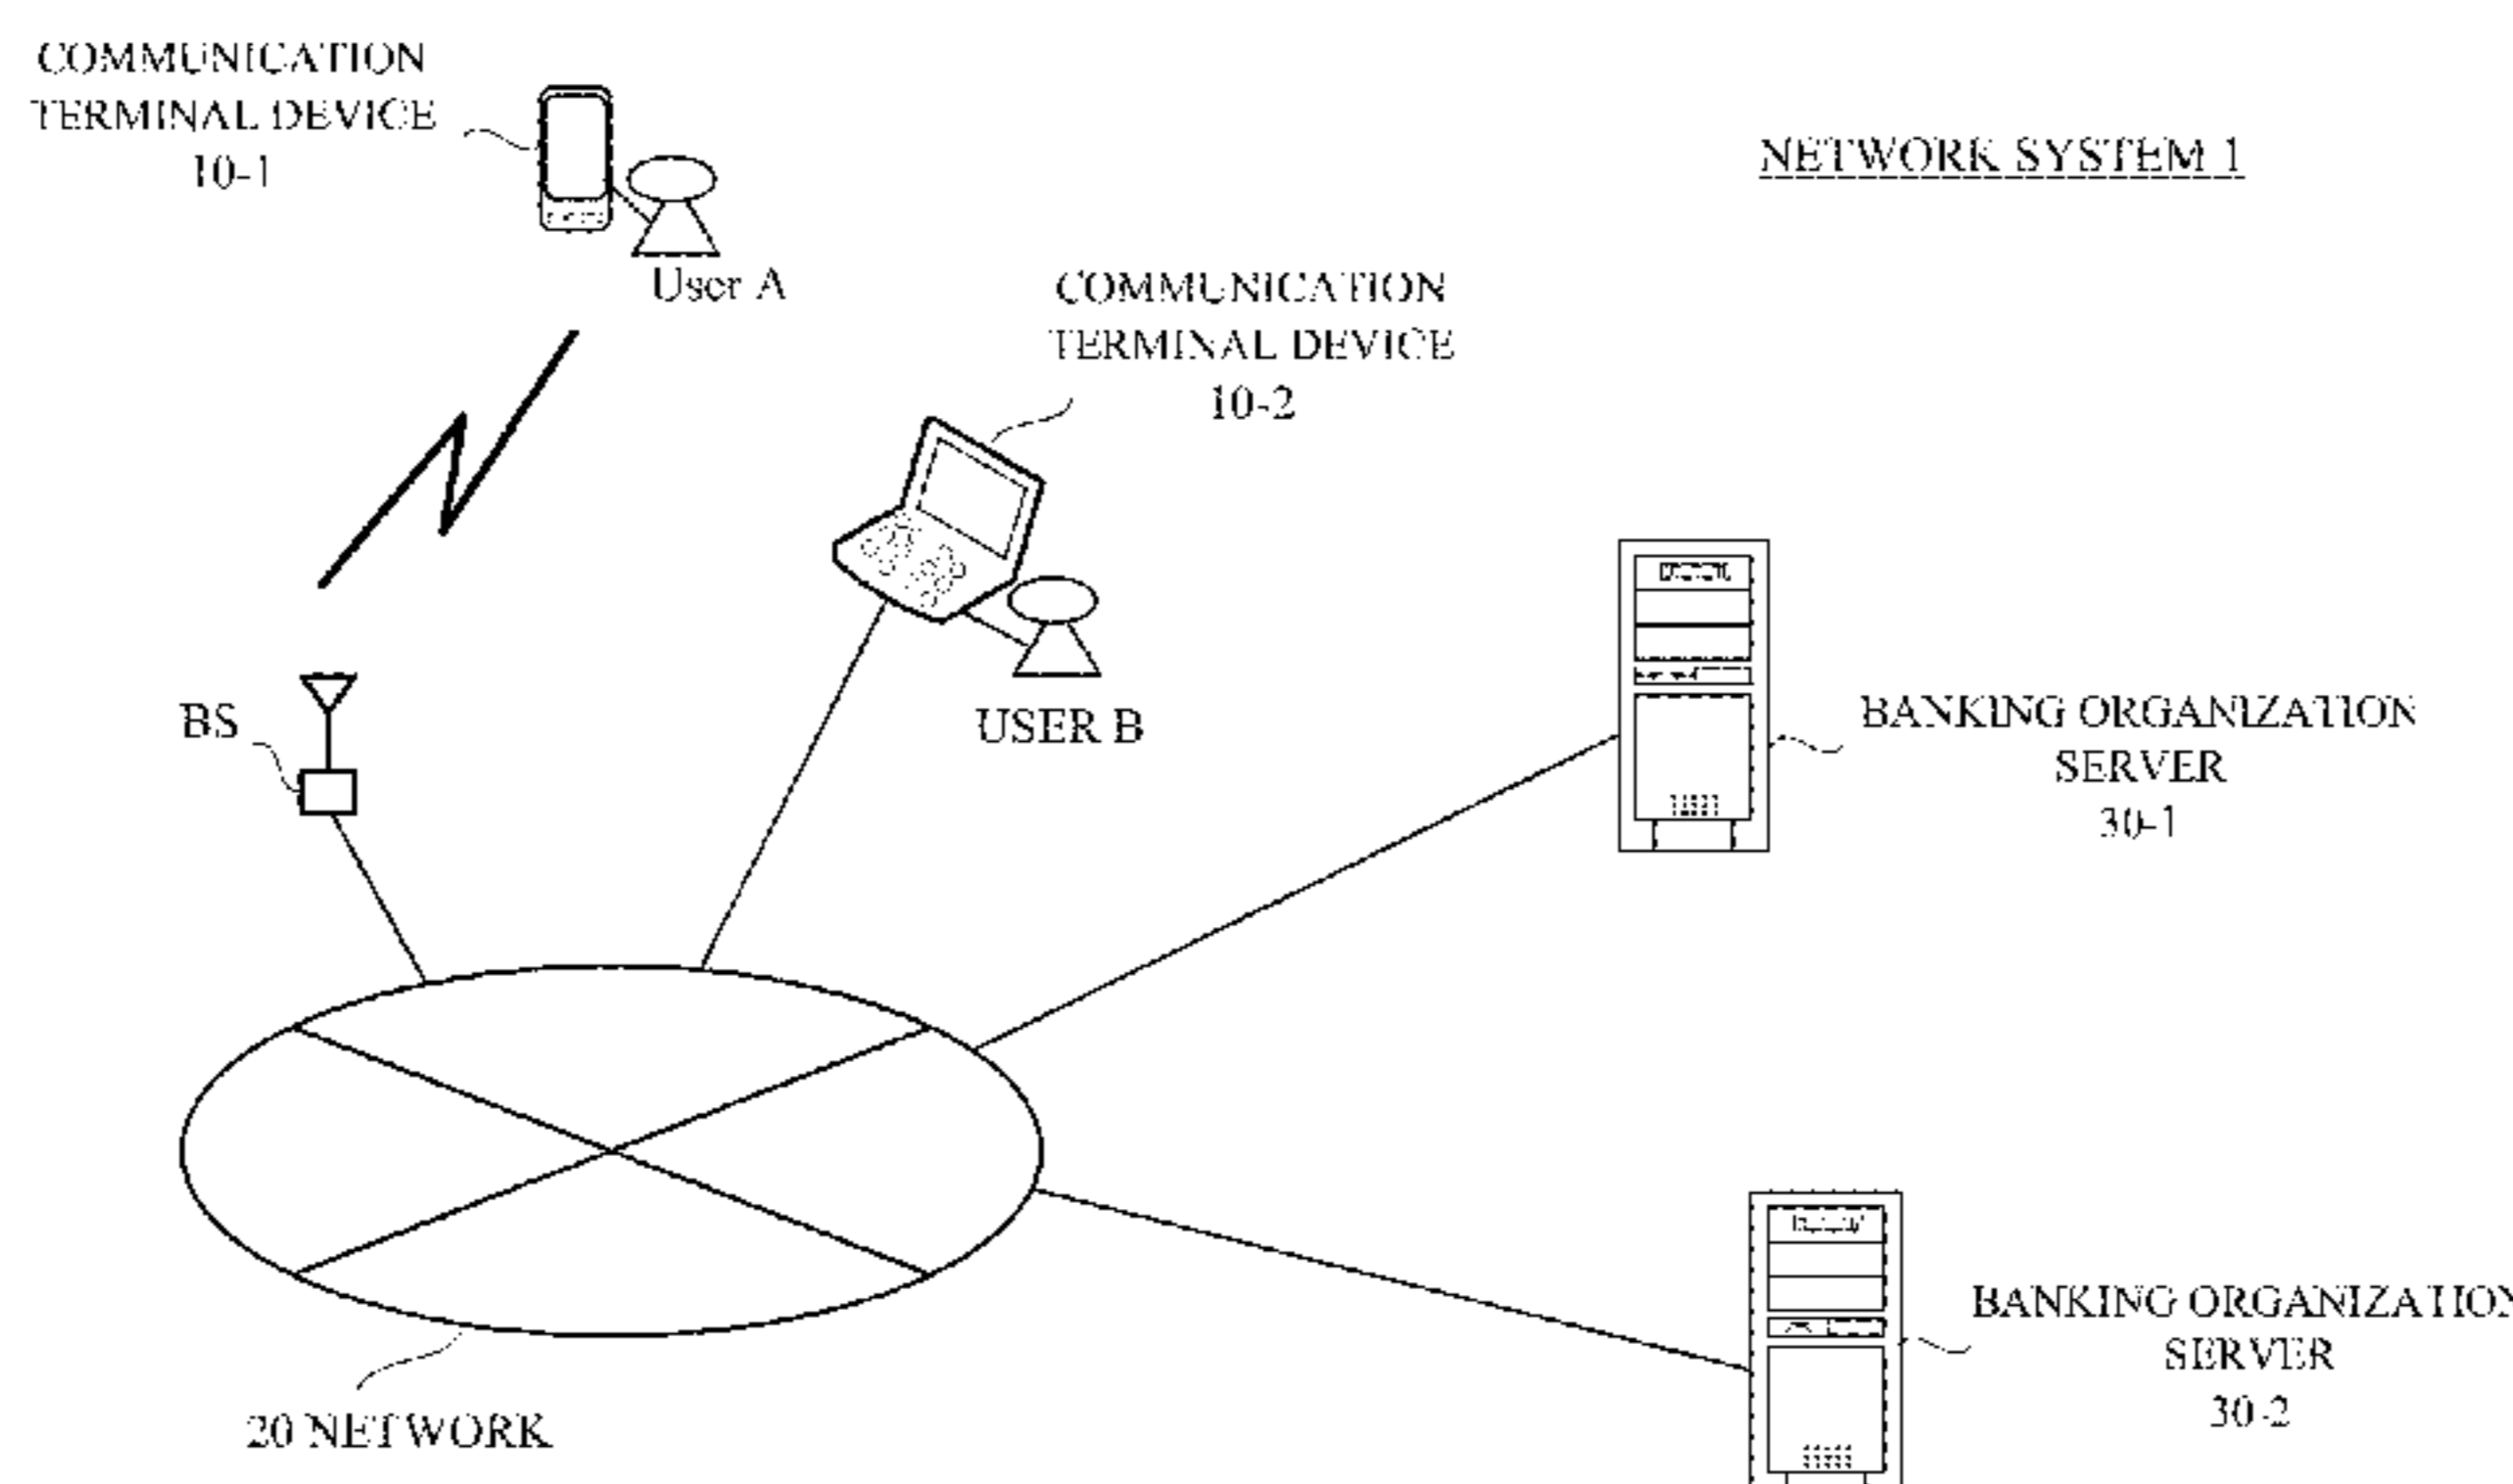 COMMUNICATION
TERMINAL DEVICE
10-1
User A
NETWORK SYSTEM 1
COMMUNICATION
TERMINAL DEVICE
10-2
USER B
BS
BANKING ORGANIZATION
SERVER
30-1
BANKING ORGANIZATION
SERVER
30-2
20 NETWORK